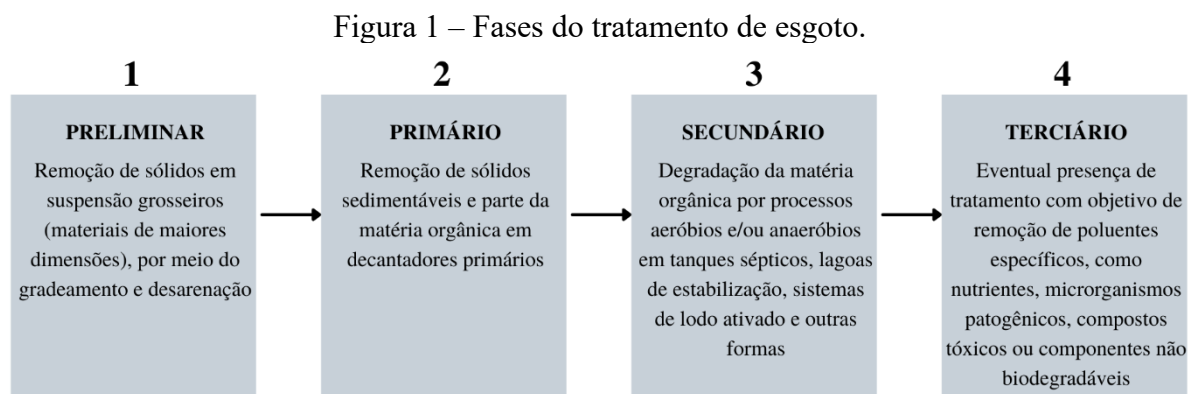 Figura 1 – Fases do tratamento de esgoto.
1
PRELIMINAR
Remoção de sólidos em
suspensão grosseiros
(materiais de maiores
dimensões), por meio do
gradeamento e desarenação
2
PRIMÁRIO
Remoção de sólidos
sedimentáveis e parte da
matéria orgânica em
decantadores primários
3
SECUNDÁRIO
Degradação da matéria
orgânica por processos
aeróbios e/ou anaeróbios
em tanques sépticos, lagoas
de estabilização, sistemas
de lodo ativado e outras
formas
4
TERCIÁRIO
Eventual presença de
tratamento com objetivo de
remoção de poluentes
específicos, como
nutrientes, microrganismos
patogênicos, compostos
tóxicos ou componentes não
biodegradáveis